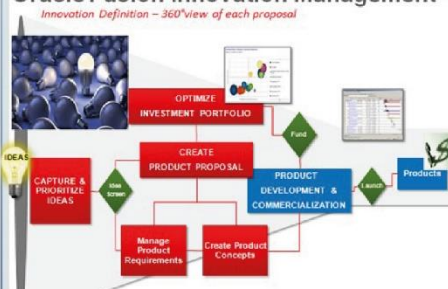 Innovation Definition – 360°view of each proposal
OPTIMIZE
INVESTMENT PORTFOLIO
Fund
CREATE
PRODUCT PROPOSAL
IDEAS
CAPTURE &
PRIORITIZE
IDEAS
Idea
Screen
PRODUCT
DEVELOPMENT &
COMMERCIALIZATION
Launch
Products
Manage
Product
Requirements
Create Product
Concepts